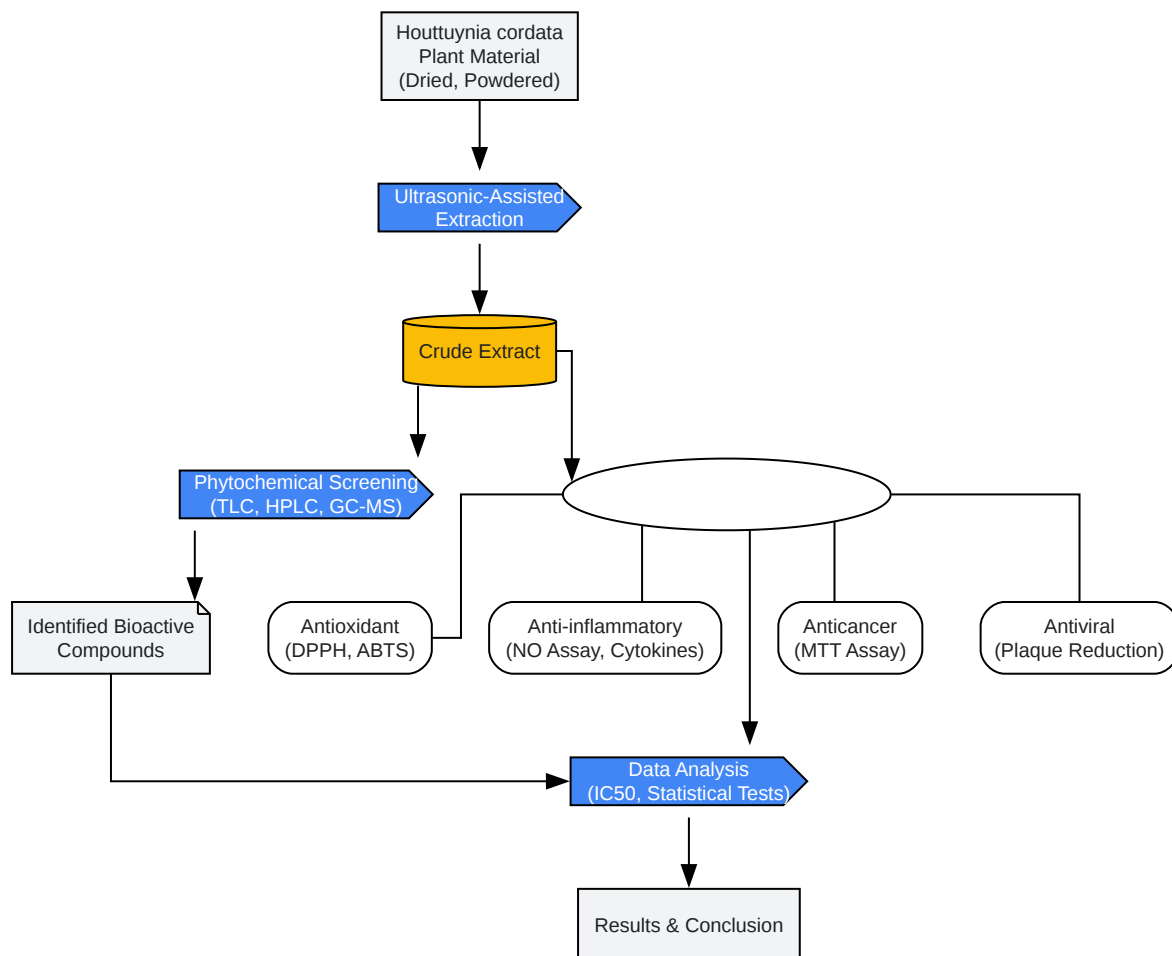 Houttuynia cordata
Plant Material
(Dried, Powdered)
Ultrasonic-Assisted
Extraction
Crude Extract
Phytochemical Screening
(TLC, HPLC, GC-MS)
Identified Bioactive
Compounds
Antioxidant
(DPPH, ABTS)
Anti-inflammatory
(NO Assay, Cytokines)
Anticancer
(MTT Assay)
Antiviral
(Plaque Reduction)
Data Analysis
(IC50, Statistical Tests)
Results & Conclusion